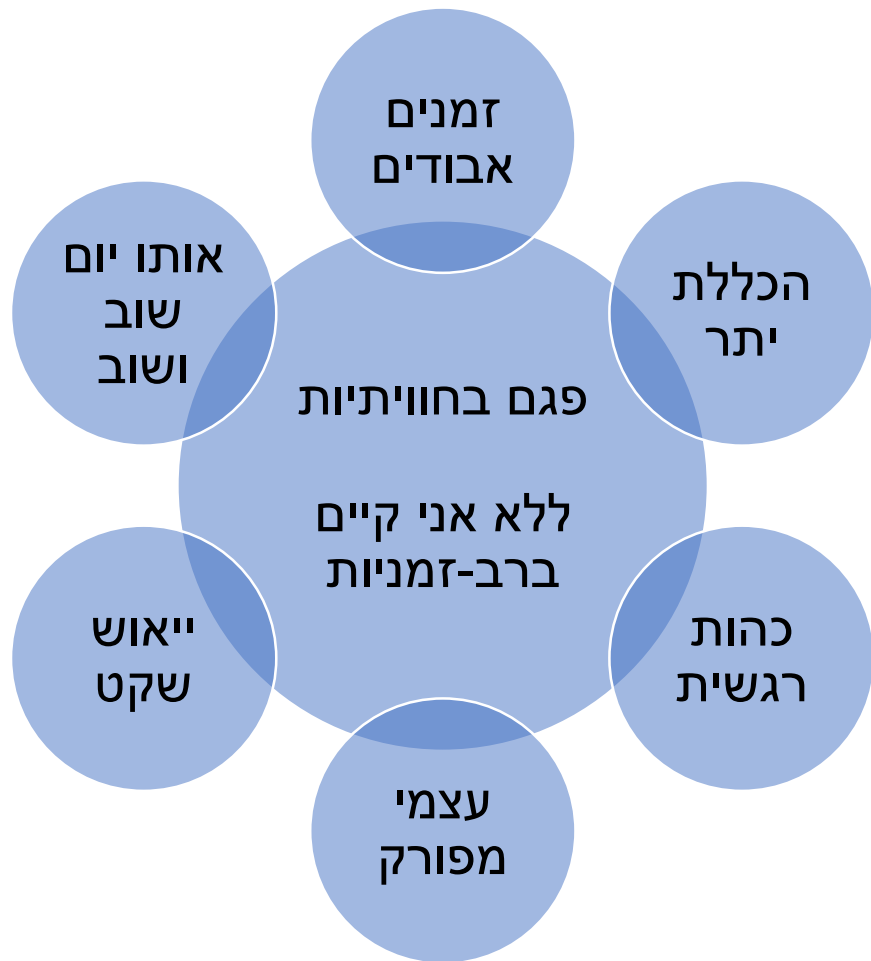 זמנים
אבודים
הכללת
יתר
כהות
רגשית
עצמי
מפורק
ייאוש
שקט
אותו יום
שוב
ושוב
פגם בחוויתיות
ללא אני קיים
ברב-זמניות